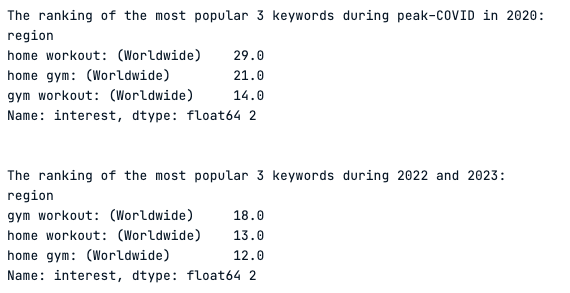 The ranking of the most popular 3 keywords during peak-COVID in 2020:
region
home workout: (Worldwide)    29.0
home gym: (Worldwide)        21.0
gym workout: (Worldwide)     14.0
Name: interest, dtype: float64 2
The ranking of the most popular 3 keywords during 2022 and 2023:
region
gym workout: (Worldwide)     18.0
home workout: (Worldwide)    13.0
home gym: (Worldwide)        12.0
Name: interest, dtype: float64 2